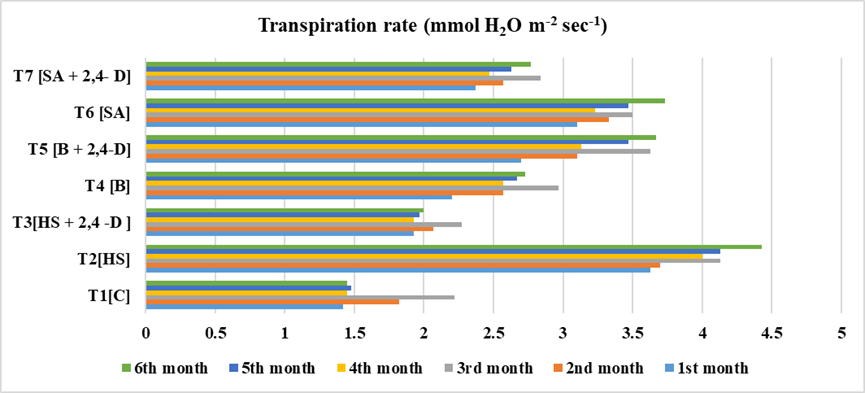 Transpiration rate (mmol H₂O m⁻² sec⁻¹)
T7 [SA + 2,4- D]
T6 [SA]
T5 [B + 2,4-D]
T4 [B]
T3[HS + 2,4 -D ]
T2[HS]
T1[C]
0 0.5 1 1.5 2 2.5 3 3.5 4 4.5 5
6th month 5th month 4th month 3rd month 2nd month 1st month